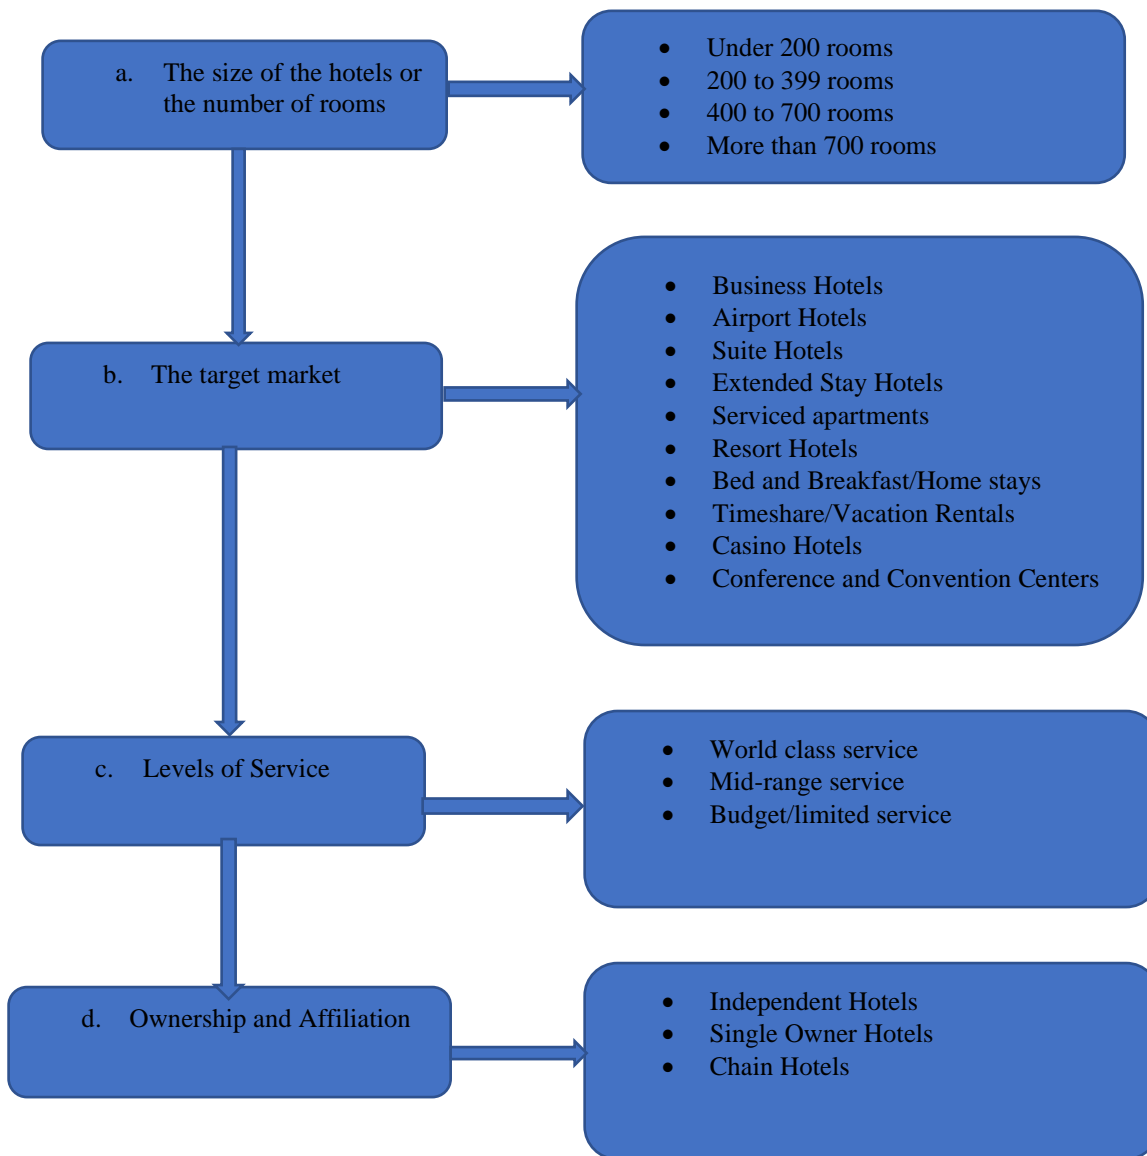 a. The size of the hotels or
the number of rooms
• Under 200 rooms
• 200 to 399 rooms
• 400 to 700 rooms
• More than 700 rooms
b. The target market
• Business Hotels
• Airport Hotels
• Suite Hotels
• Extended Stay Hotels
• Serviced apartments
• Resort Hotels
• Bed and Breakfast/Home stays
• Timeshare/Vacation Rentals
• Casino Hotels
• Conference and Convention Centers
c. Levels of Service
• World class service
• Mid-range service
• Budget/limited service
d. Ownership and Affiliation
• Independent Hotels
• Single Owner Hotels
• Chain Hotels